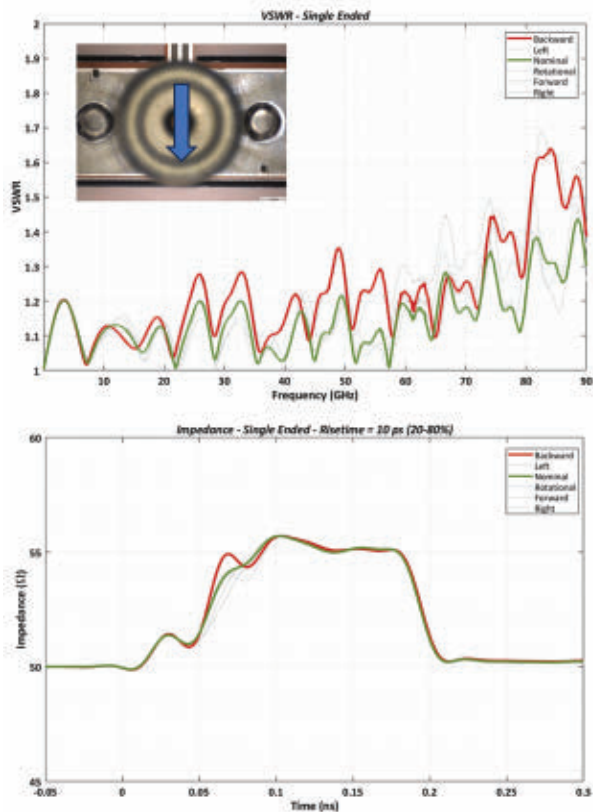 VSWR - Single Ended
2
1.9
1.8
1.7
1.6
1.5
1.4
1.3
1.2
1.1
1
VSWR
Backward
Left
Nominal
Rotational
Forward
Right
0 10 20 30 40 50 60 70 80 90
Frequency (GHz)
Impedance - Single Ended - Risetime = 10 ps (20-80%)
60
55
50
45
Impedance (Ω)
Backward
Left
Nominal
Rotational
Forward
Right
-0.05 0 0.05 0.1 0.15 0.2 0.25 0.3
Time (ns)